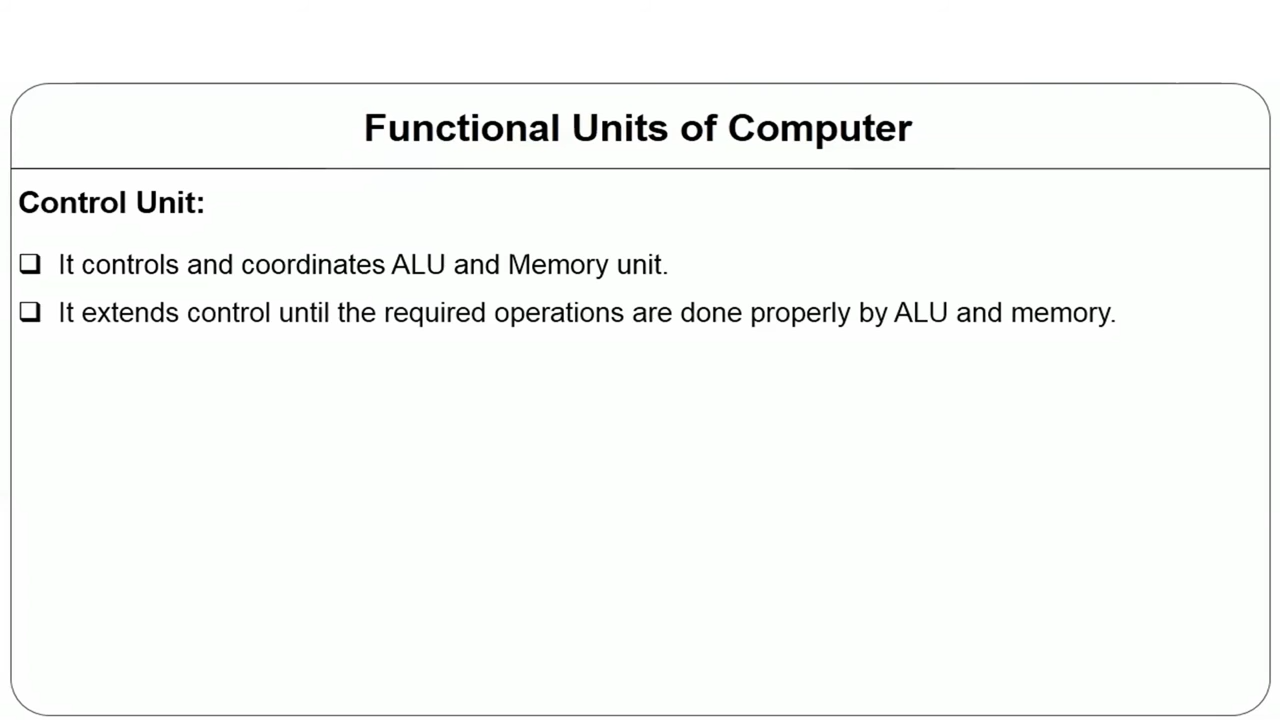 Functional Units of Computer
Control Unit:
❑ It controls and coordinates ALU and Memory unit.
❑ It extends control until the required operations are done properly by ALU and memory.